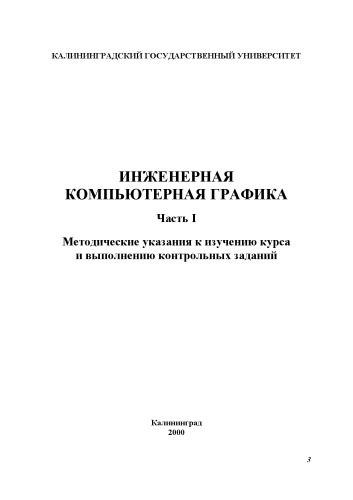 КАЛИНИНГРАДСКИЙ ГОСУДАРСТВЕННЫЙ УНИВЕРСИТЕТ
ИНЖЕНЕРНАЯ
КОМПЬЮТЕРНАЯ ГРАФИКА
Часть I
Методические указания к изучению курса
и выполнению контрольных заданий
Калининград
2000
3